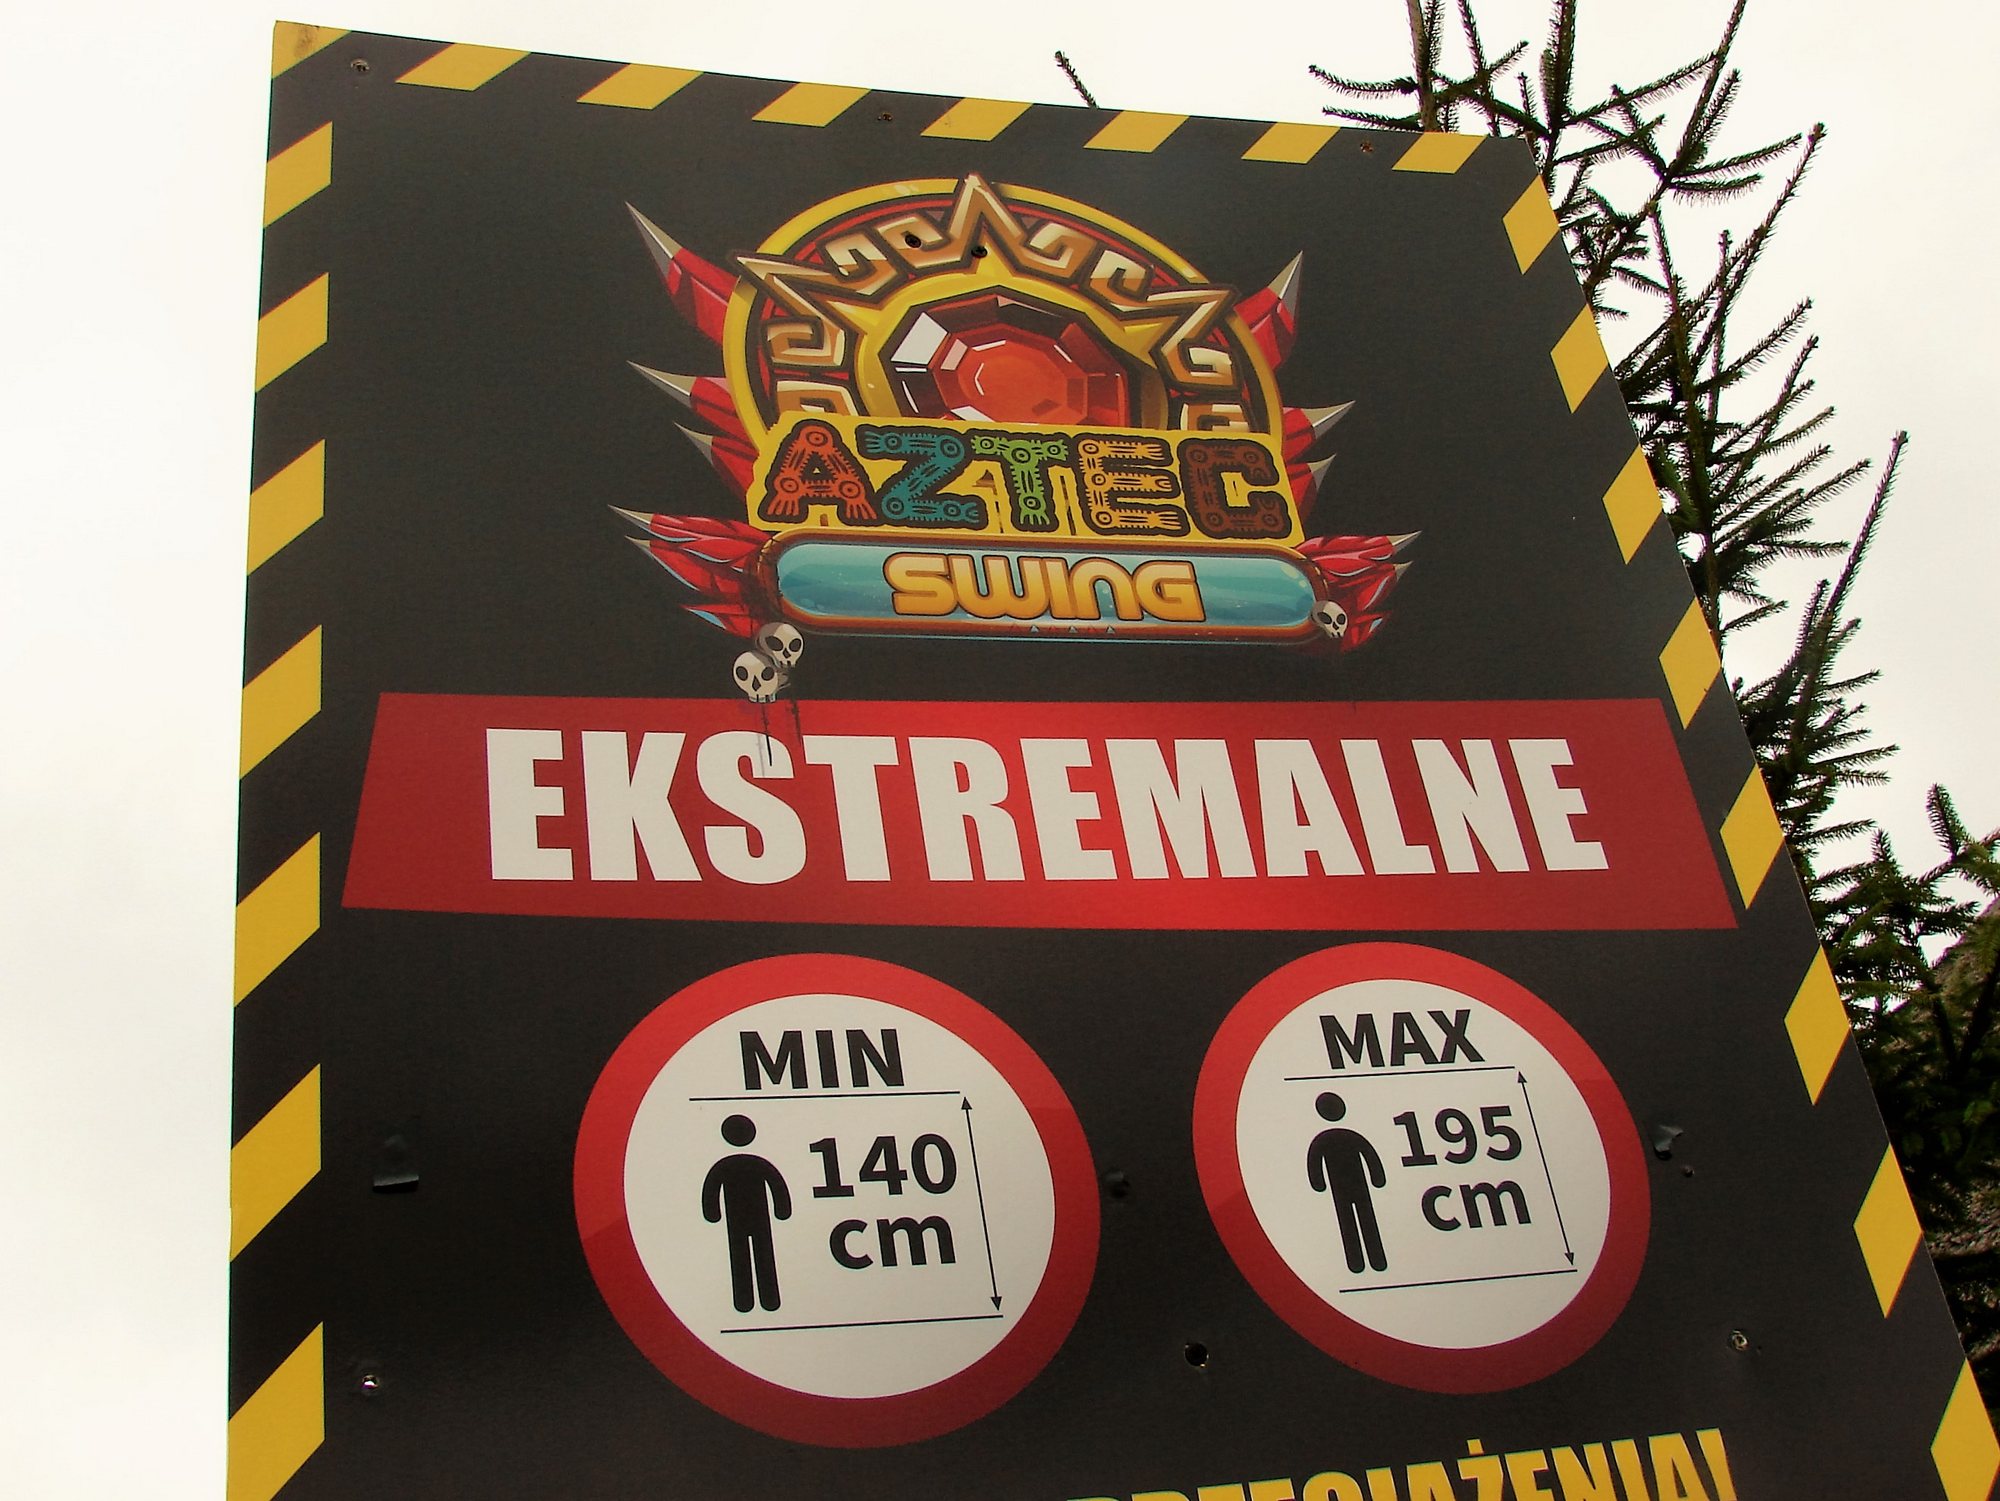 AZTEC
SWING
EKSTREMALNE
MIN
140
cm
MAX
195
cm